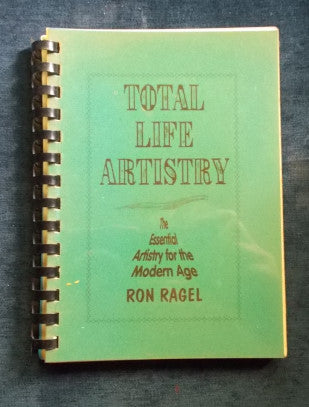 TOTAL
LIFE
ARTISTRY
The
Essential
Artistry for the
Modern Age
RON RAGEL